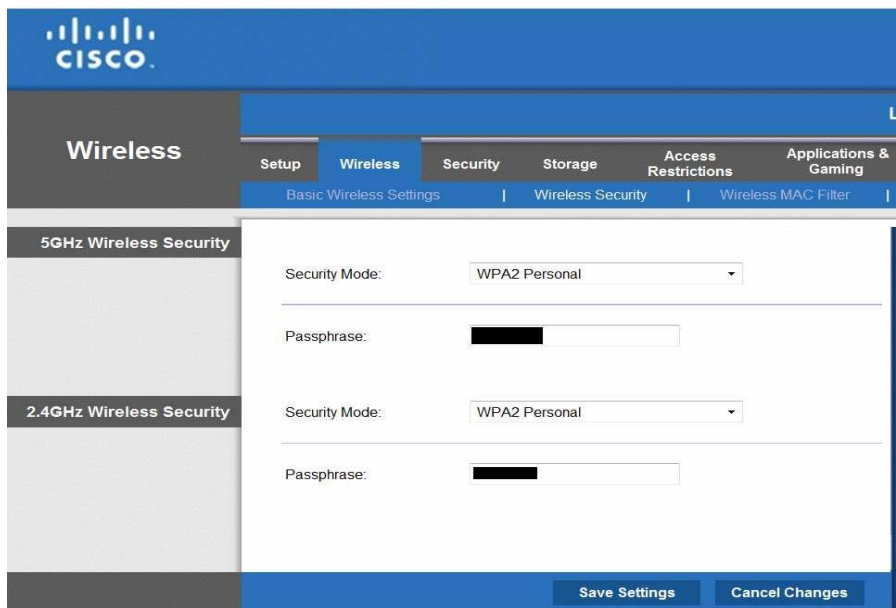 CISCO.
L
Wireless
Setup Wireless Security Storage Access Restrictions Applications & Gaming
Basic Wireless Settings | Wireless Security | Wireless MAC Filter |
5GHz Wireless Security
Security Mode: WPA2 Personal
Passphrase:
2.4GHz Wireless Security
Security Mode: WPA2 Personal
Passphrase:
Save Settings Cancel Changes